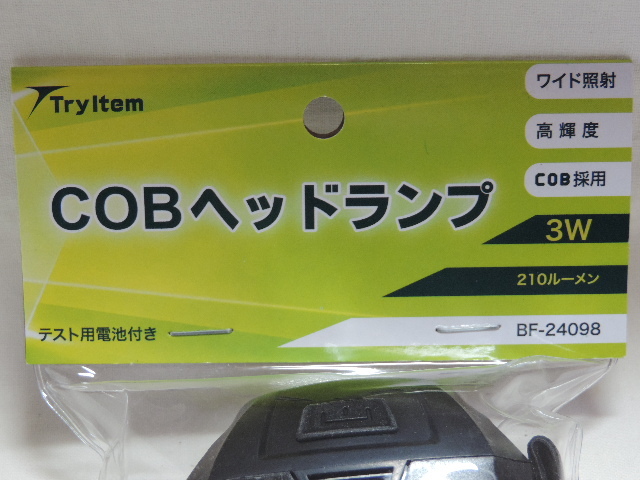 TryItem
ワイド照射
高輝度
COB採用
COBヘッドランプ
3W
210ルーメン
テスト用電池付き
BF-24098